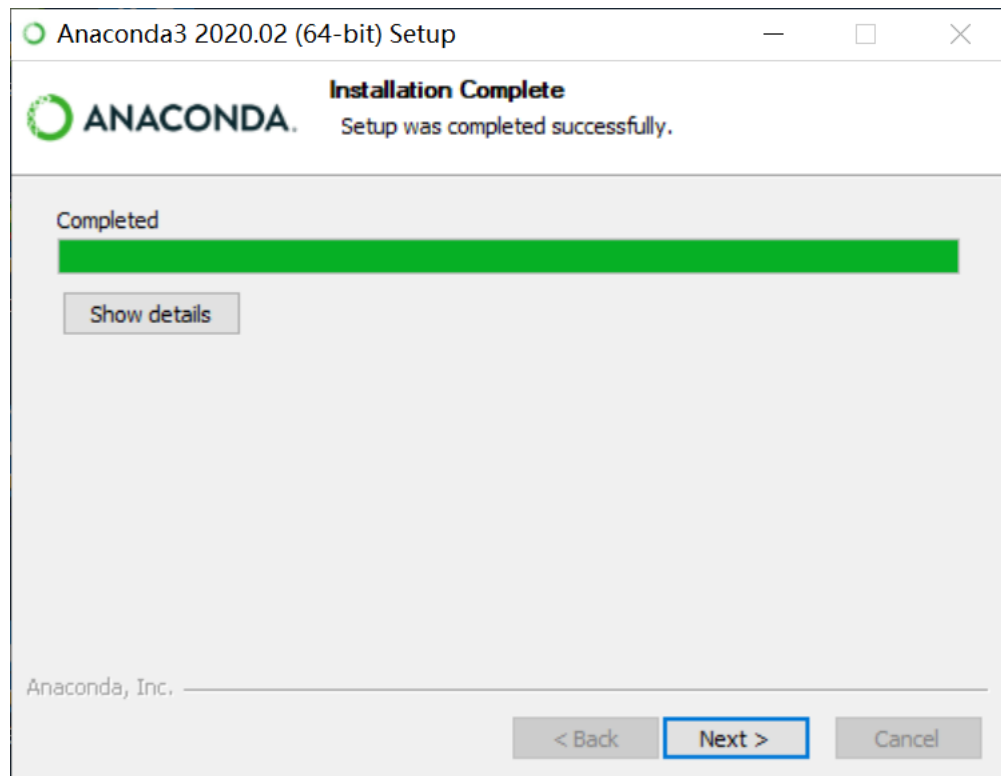 Anaconda3 2020.02 (64-bit) Setup
ANACONDA.
Installation Complete
Setup was completed successfully.
Completed
Show details
Anaconda, Inc.
< Back
Next >
Cancel